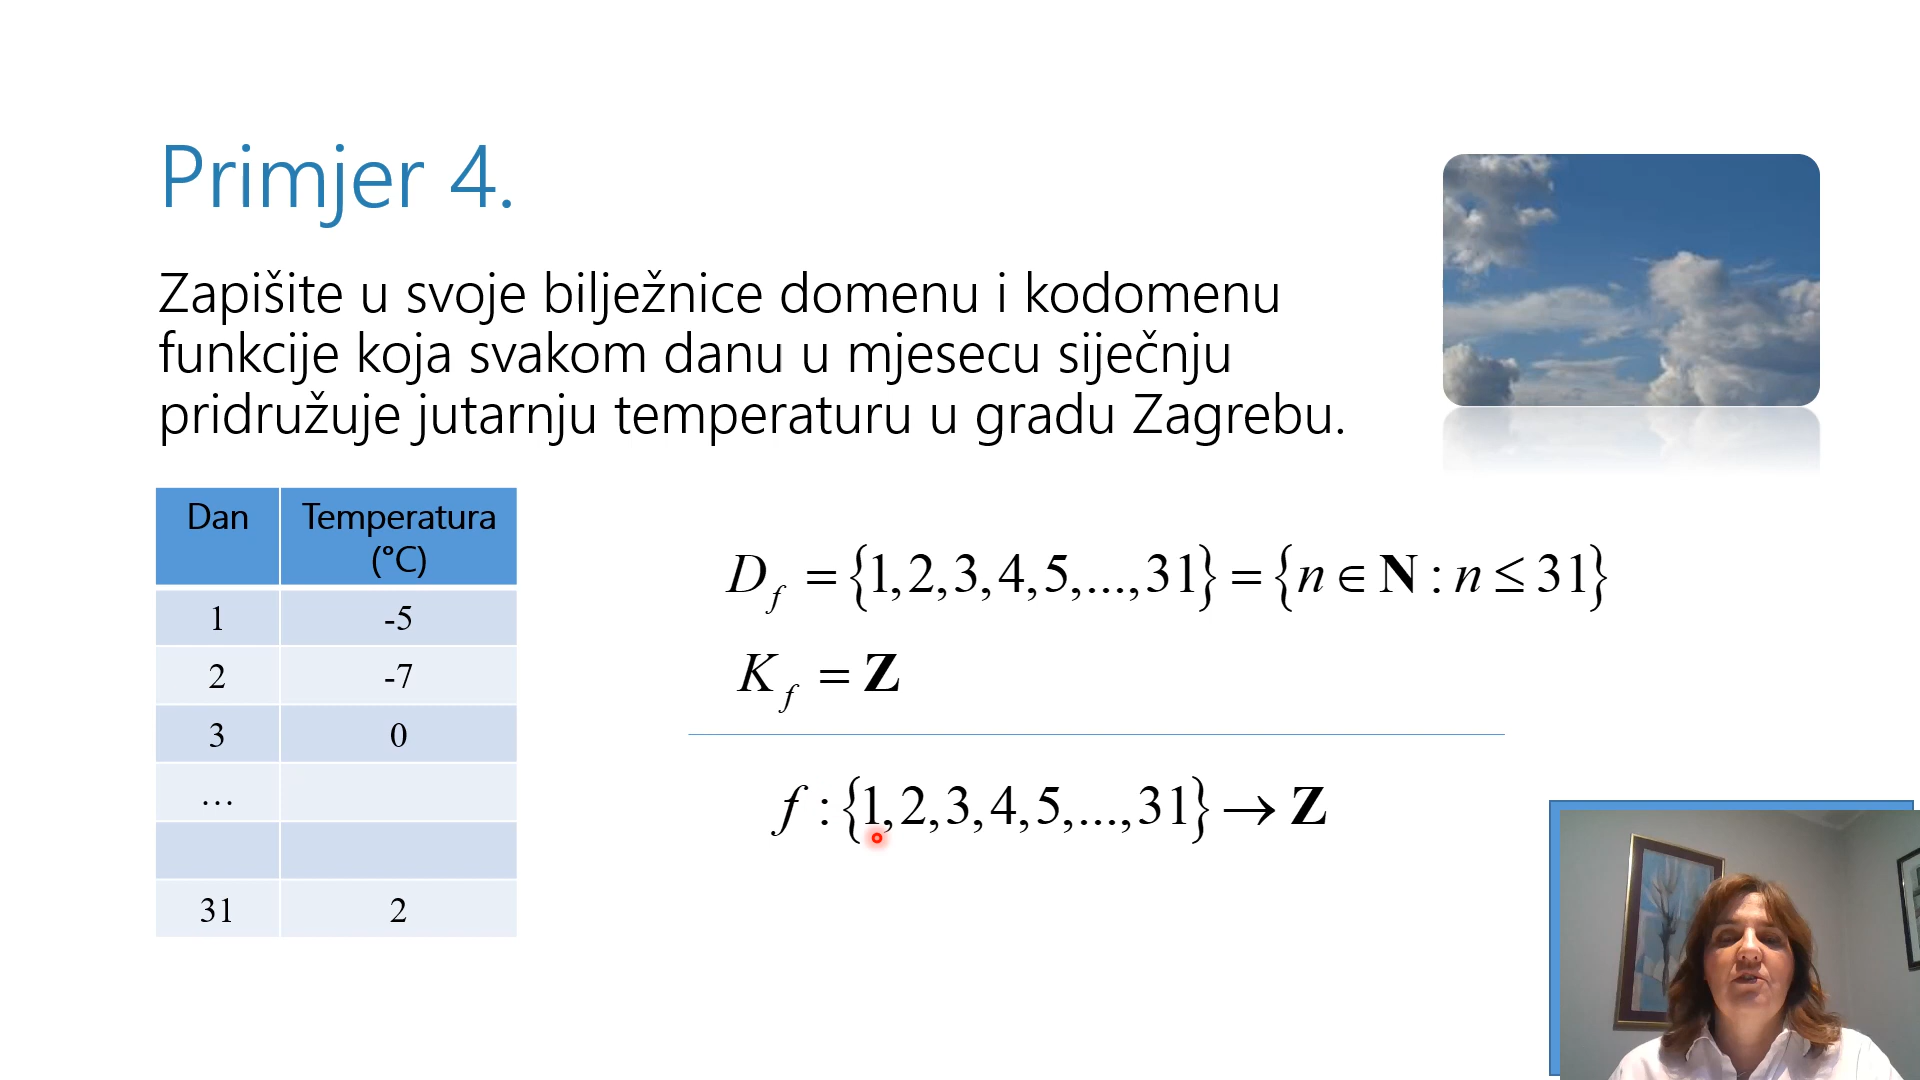 Primjer 4.
Zapišite u svoje bilježnice domenu i kodomenu
funkcije koja svakom danu u mjesecu siječnju
pridružuje jutarnju temperaturu u gradu Zagrebu.
Dan Temperatura
(°C)
1 -5
2 -7
3 0
...
31 2
D_f = {1,2,3,4,5,...,31} = {n ∈ N : n ≤ 31}
K_f = Z
f : {1,2,3,4,5,...,31} → Z